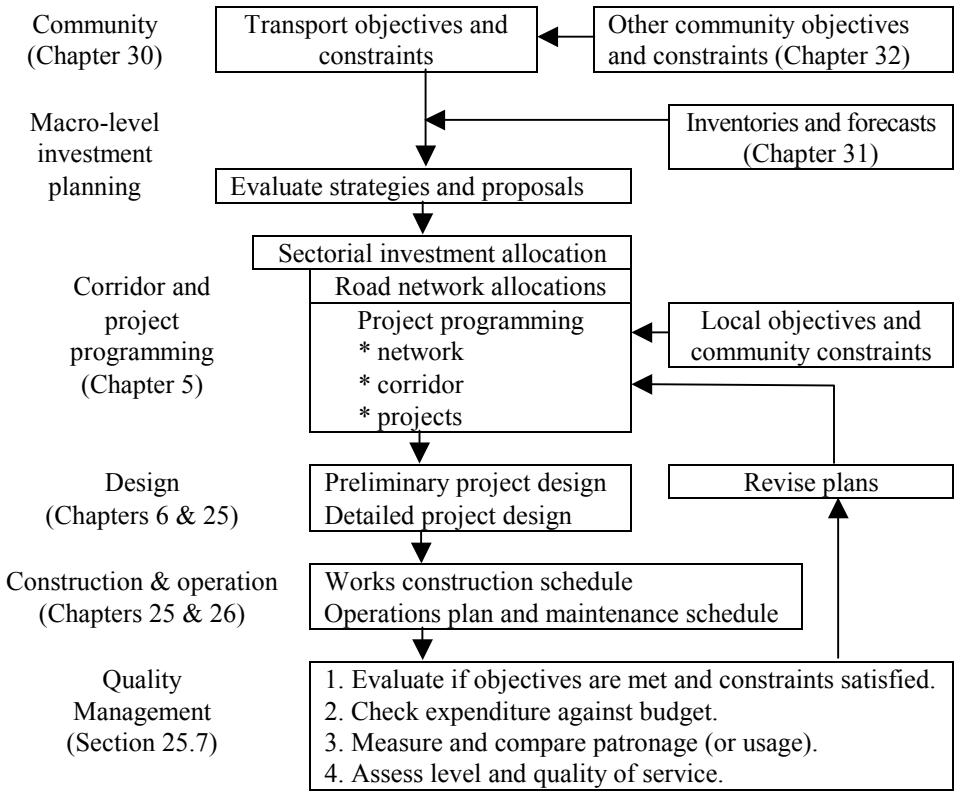 Community
(Chapter 30)
Transport objectives and
constraints
Other community objectives
and constraints (Chapter 32)
Macro-level
investment
planning
Inventories and forecasts
(Chapter 31)
Evaluate strategies and proposals
Sectorial investment allocation
Corridor and
project
programming
(Chapter 5)
Road network allocations
Project programming
* network
* corridor
* projects
Local objectives and
community constraints
Design
(Chapters 6 & 25)
Preliminary project design
Detailed project design
Revise plans
Construction & operation
(Chapters 25 & 26)
Works construction schedule
Operations plan and maintenance schedule
Quality
Management
(Section 25.7)
1. Evaluate if objectives are met and constraints satisfied.
2. Check expenditure against budget.
3. Measure and compare patronage (or usage).
4. Assess level and quality of service.